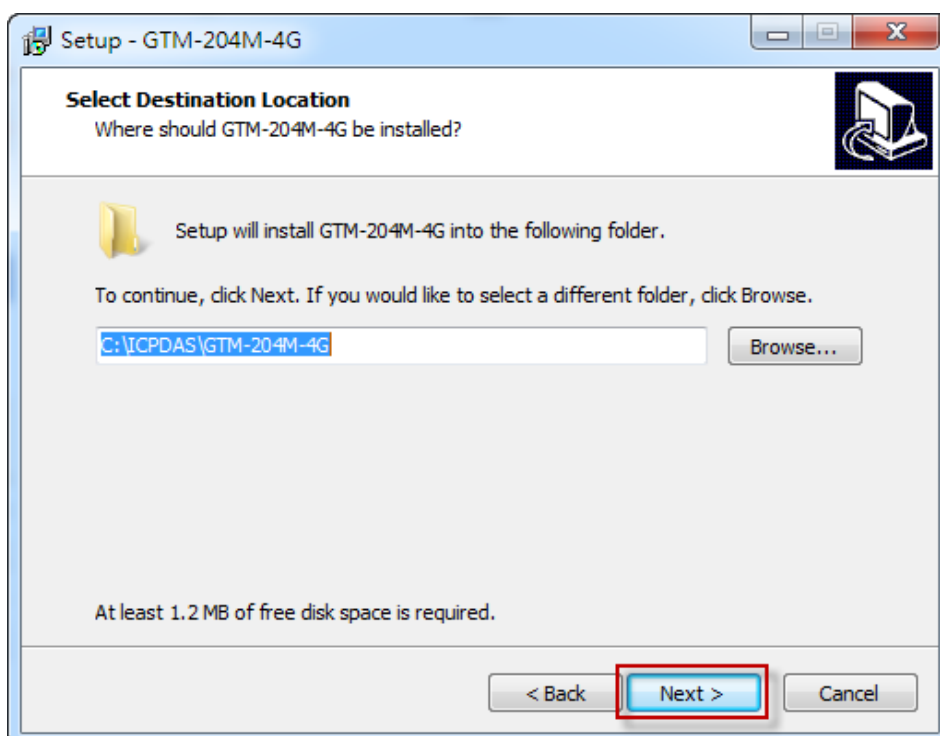 Setup - GTM-204M-4G
Select Destination Location
Where should GTM-204M-4G be installed?
Setup will install GTM-204M-4G into the following folder.
To continue, click Next. If you would like to select a different folder, click Browse.
C:\ICPDAS\GTM-204M-4G
Browse...
At least 1.2 MB of free disk space is required.
< Back
Next >
Cancel